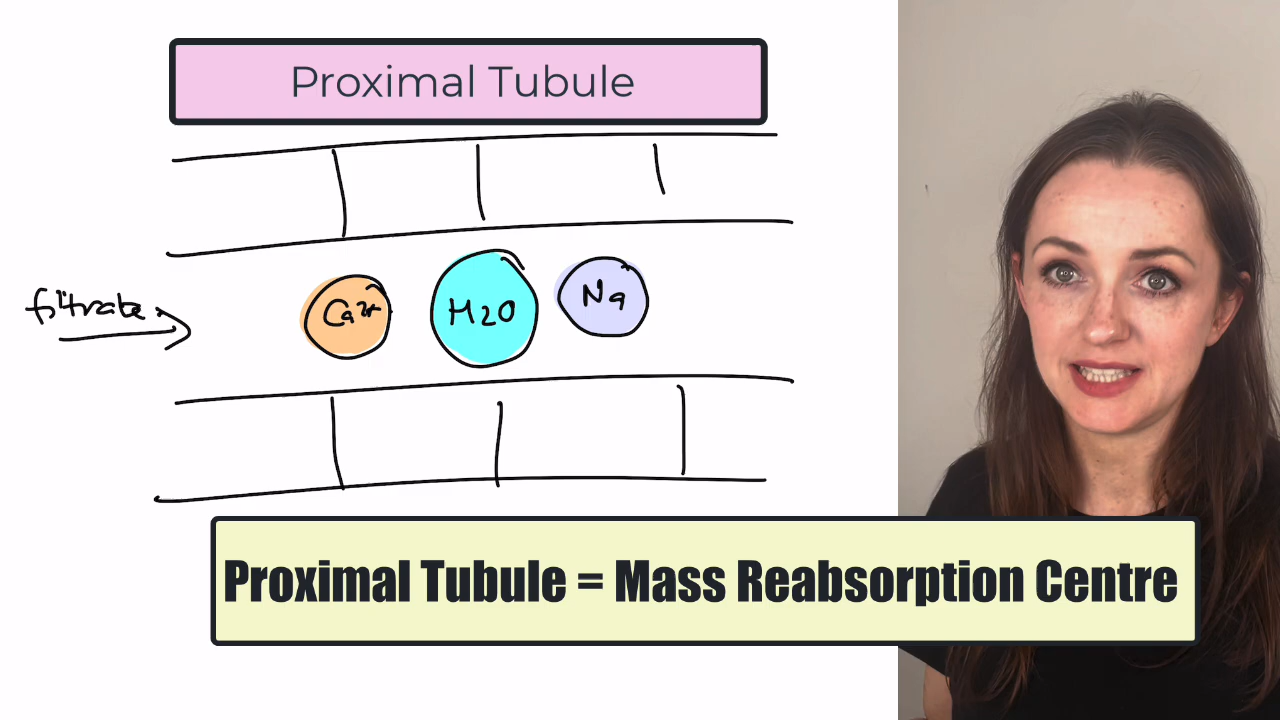 Proximal Tubule
filtrate
Ca²⁺
H2O
Na
Proximal Tubule = Mass Reabsorption Centre